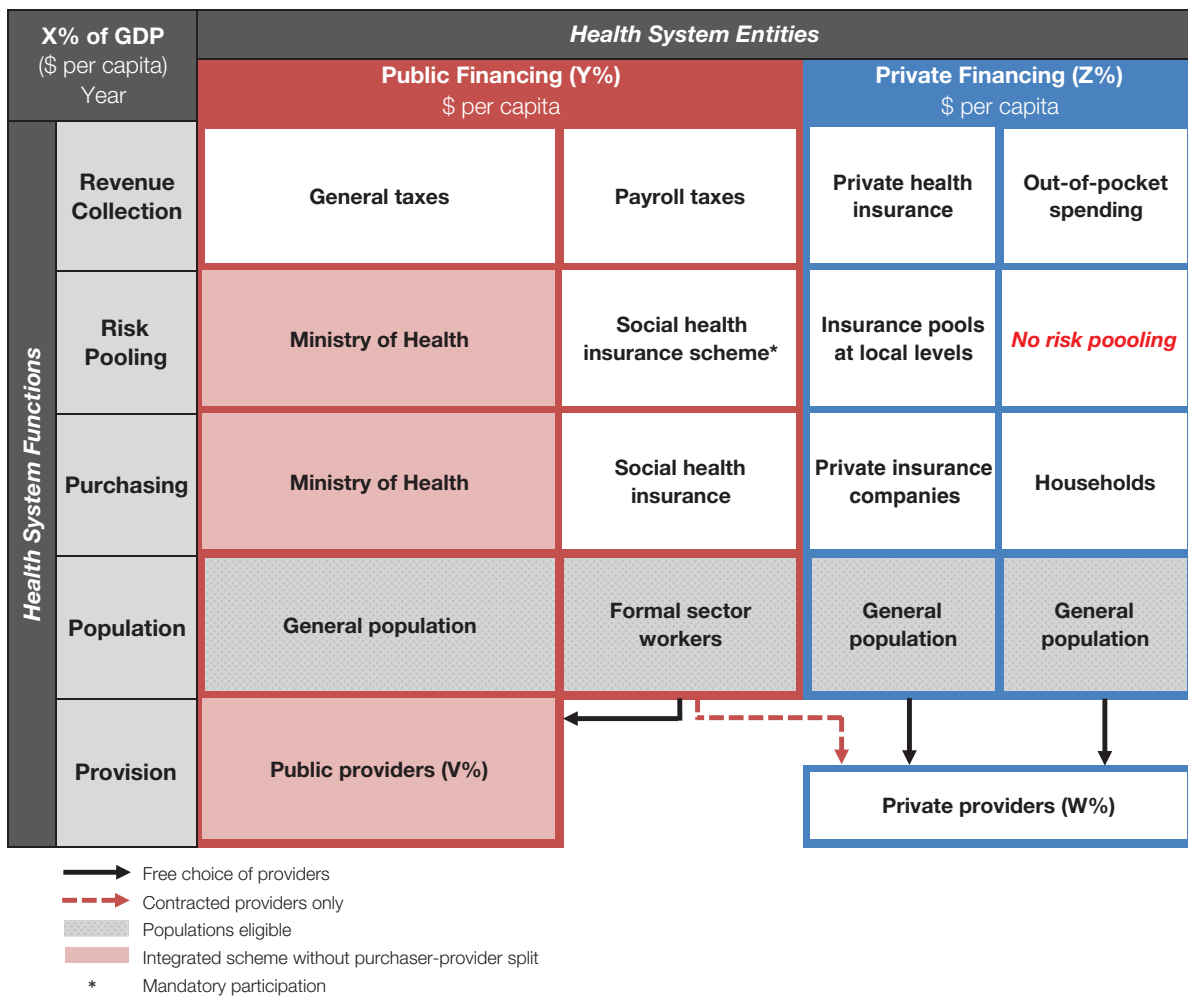 X% of GDP
($ per capita)
Year
Health System Entities
Public Financing (Y%)
$ per capita
Private Financing (Z%)
$ per capita
Health System Functions
Revenue
Collection
General taxes
Payroll taxes
Private health
insurance
Out-of-pocket
spending
Risk
Pooling
Ministry of Health
Social health
insurance scheme*
Insurance pools
at local levels
No risk poooling
Purchasing
Ministry of Health
Social health
insurance
Private insurance
companies
Households
Population
General population
Formal sector
workers
General
population
General
population
Provision
Public providers (V%)
Private providers (W%)
Free choice of providers
Contracted providers only
Populations eligible
Integrated scheme without purchaser-provider split
* Mandatory participation